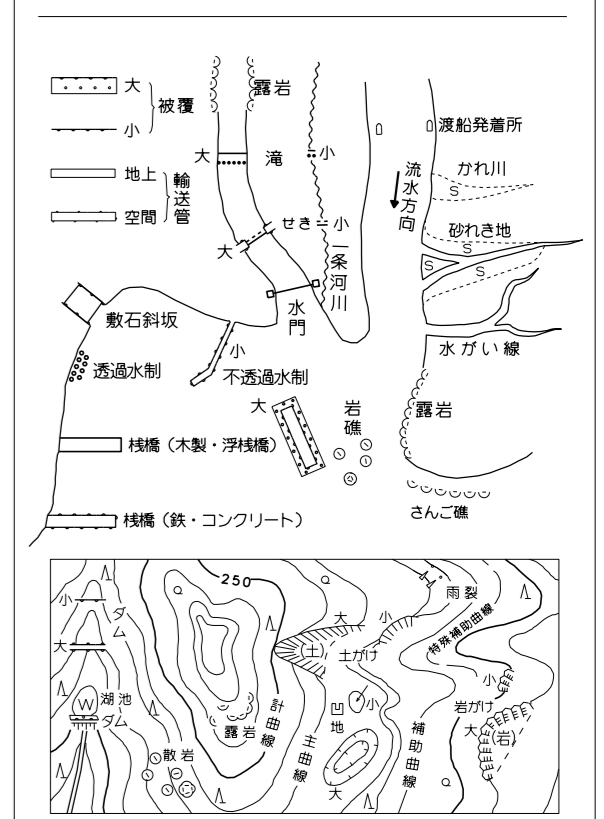 大
小
被覆
地上
空間
輸送管
露岩
大
滝
小
渡船発着所
かれ川
S
流水方向
砂れき地
S
S
S
せき
小
大
一条河川
水門
敷石斜坂
小
透過水制
不透過水制
水がい線
大
岩礁
露岩
桟橋（木製・浮桟橋）
さんご礁
桟橋（鉄・コンクリート）
250
小
ダム
大
雨裂
大
小
特殊補助曲線
（土）
土がけ
小
岩がけ
W
湖池
ダム
露岩
計曲線
凹地
小
大
（岩）
散岩
主曲線
補助曲線
大